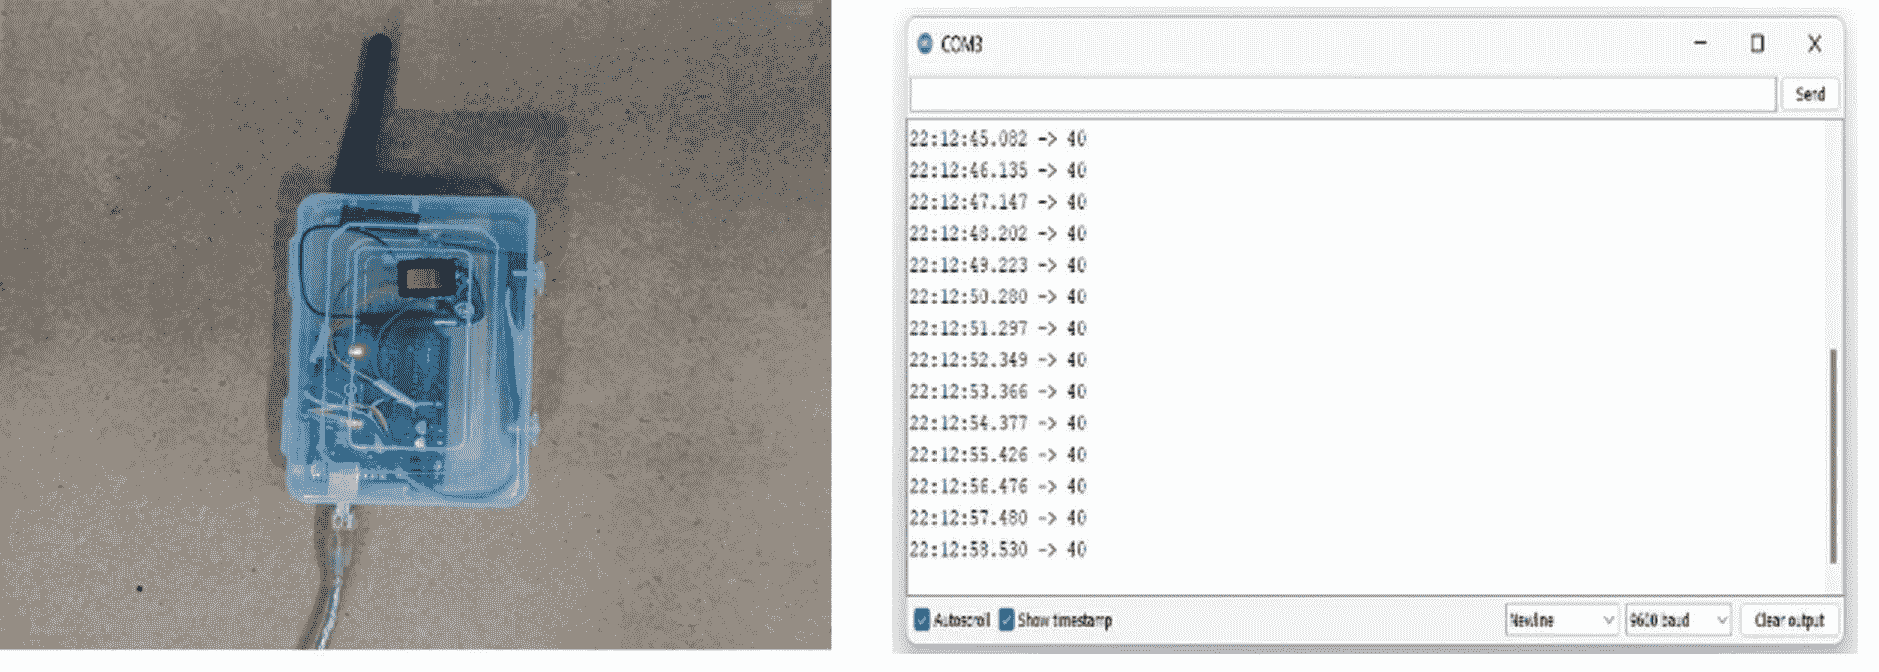 COM3
Send
22:12:45.082 -> 40
22:12:46.135 -> 40
22:12:47.147 -> 40
22:12:48.202 -> 40
22:12:49.223 -> 40
22:12:50.280 -> 40
22:12:51.297 -> 40
22:12:52.349 -> 40
22:12:53.366 -> 40
22:12:54.377 -> 40
22:12:55.426 -> 40
22:12:56.476 -> 40
22:12:57.480 -> 40
22:12:58.530 -> 40
Autoscroll Show timestamp Newline 9600 baud Clear output